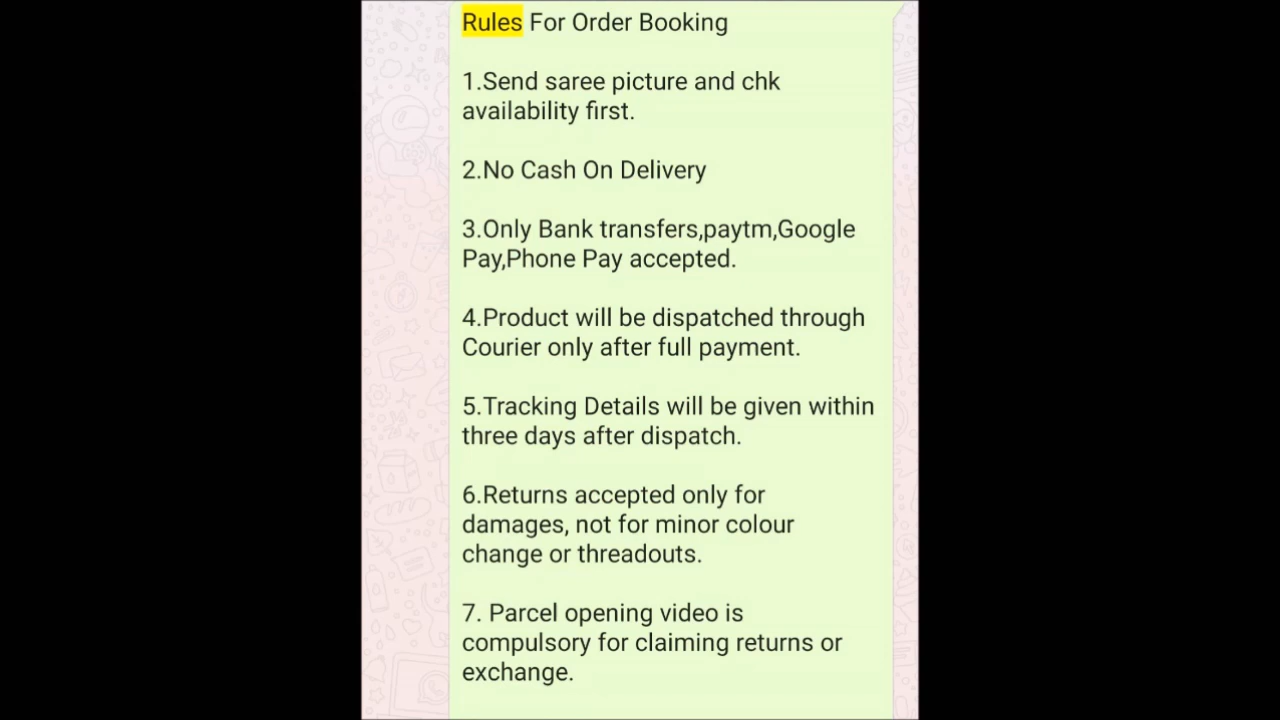 Rules For Order Booking
1.Send saree picture and chk
availability first.
2.No Cash On Delivery
3.Only Bank transfers,paytm,Google
Pay,Phone Pay accepted.
4.Product will be dispatched through
Courier only after full payment.
5.Tracking Details will be given within
three days after dispatch.
6.Returns accepted only for
damages, not for minor colour
change or threadouts.
7. Parcel opening video is
compulsory for claiming returns or
exchange.